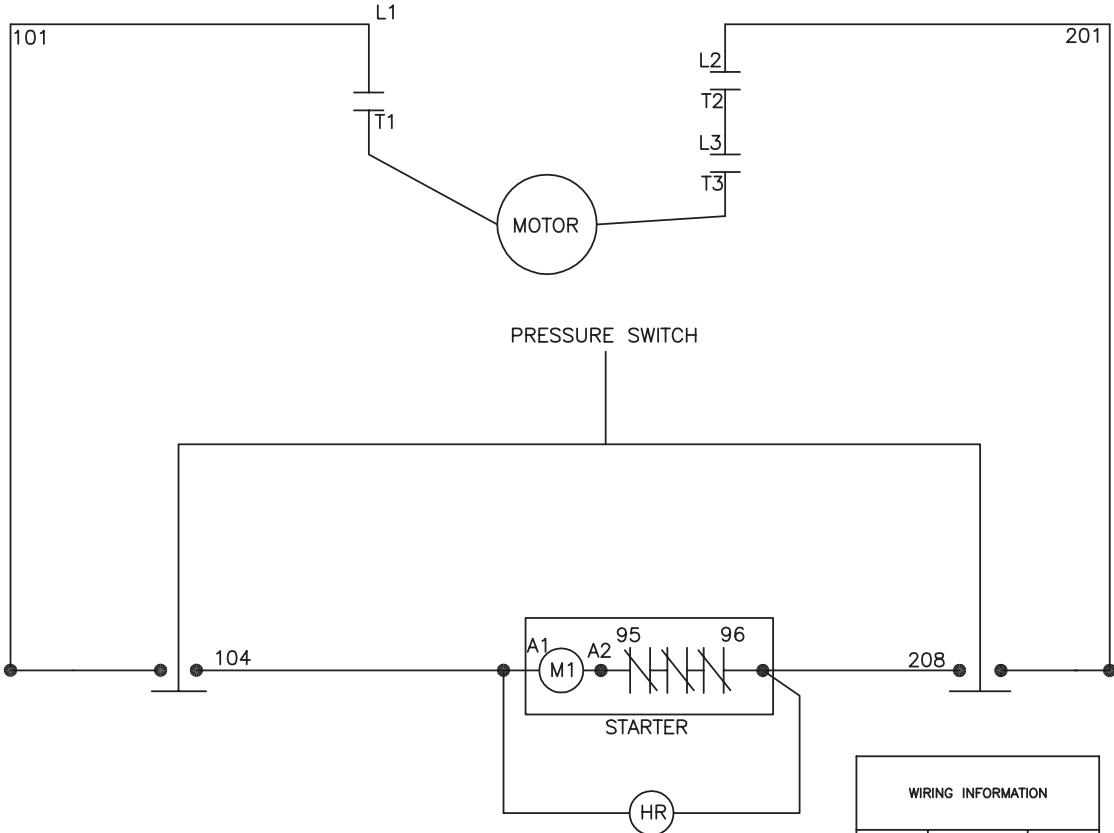 L1
101
201
L2
T2
T1
L3
T3
MOTOR
PRESSURE SWITCH
95
96
A1
A2
104
M1
208
STARTER
HR
WIRING INFORMATION